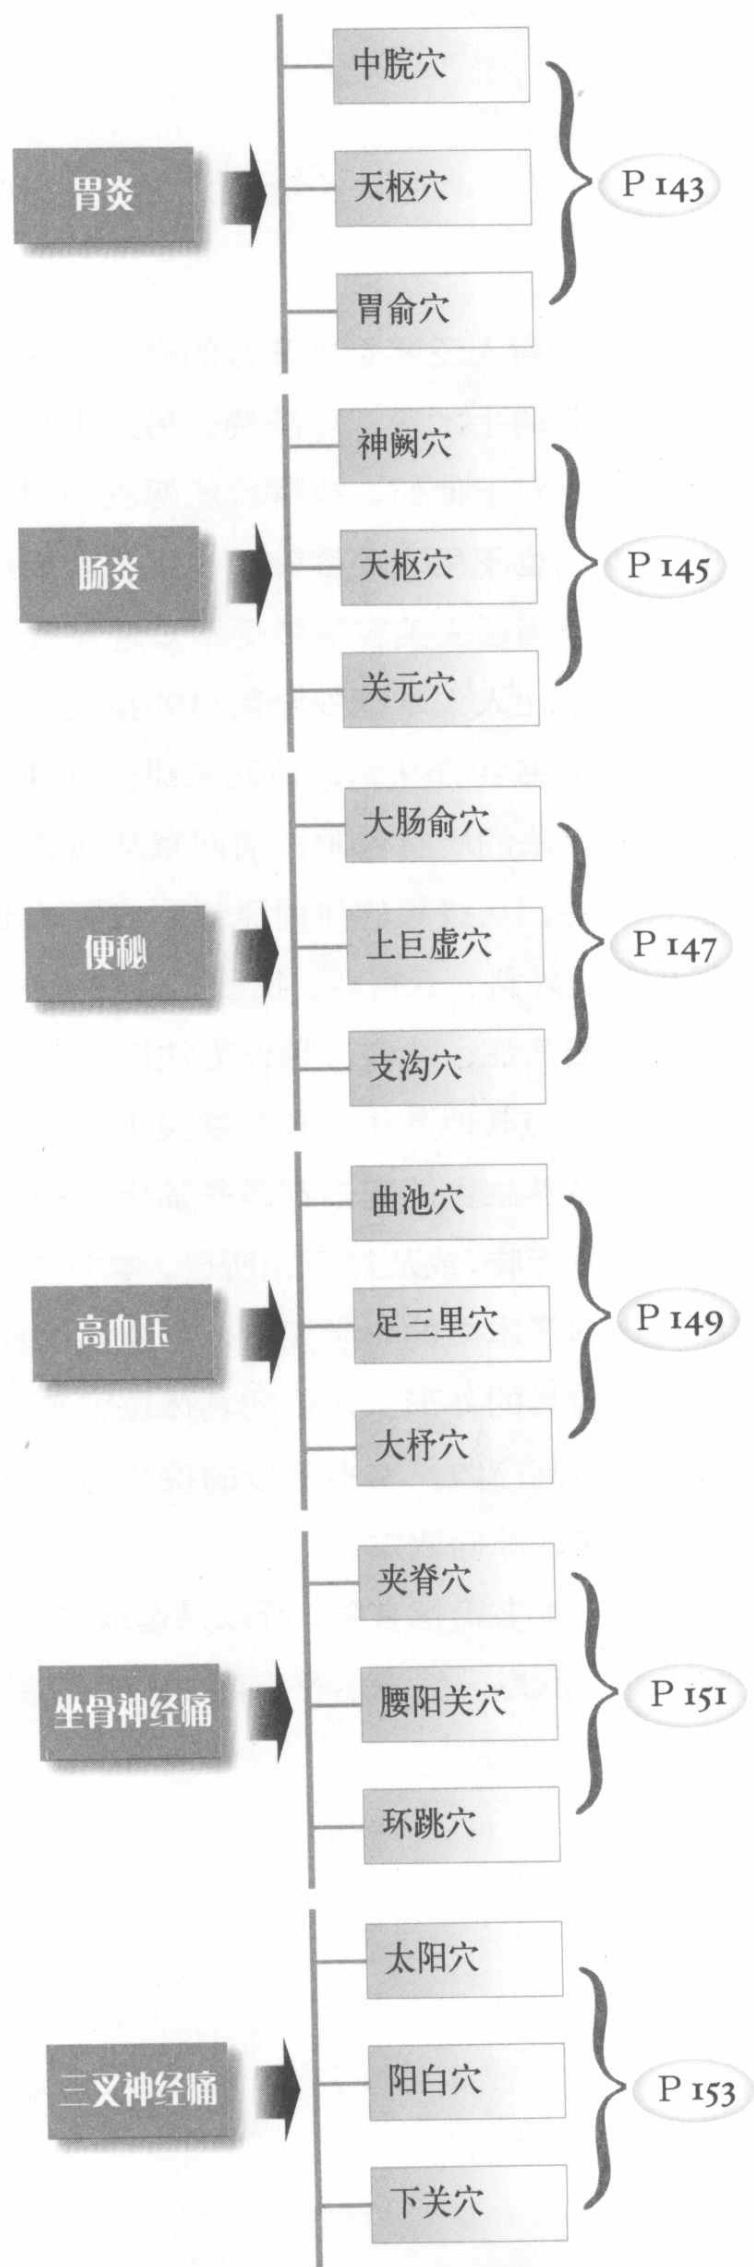 胃炎
中脘穴
天枢穴
胃俞穴
P 143
肠炎
神阙穴
天枢穴
关元穴
P 145
便秘
大肠俞穴
上巨虚穴
支沟穴
P 147
高血压
曲池穴
足三里穴
大杼穴
P 149
坐骨神经痛
夹脊穴
腰阳关穴
环跳穴
P 151
三叉神经痛
太阳穴
阳白穴
下关穴
P 153